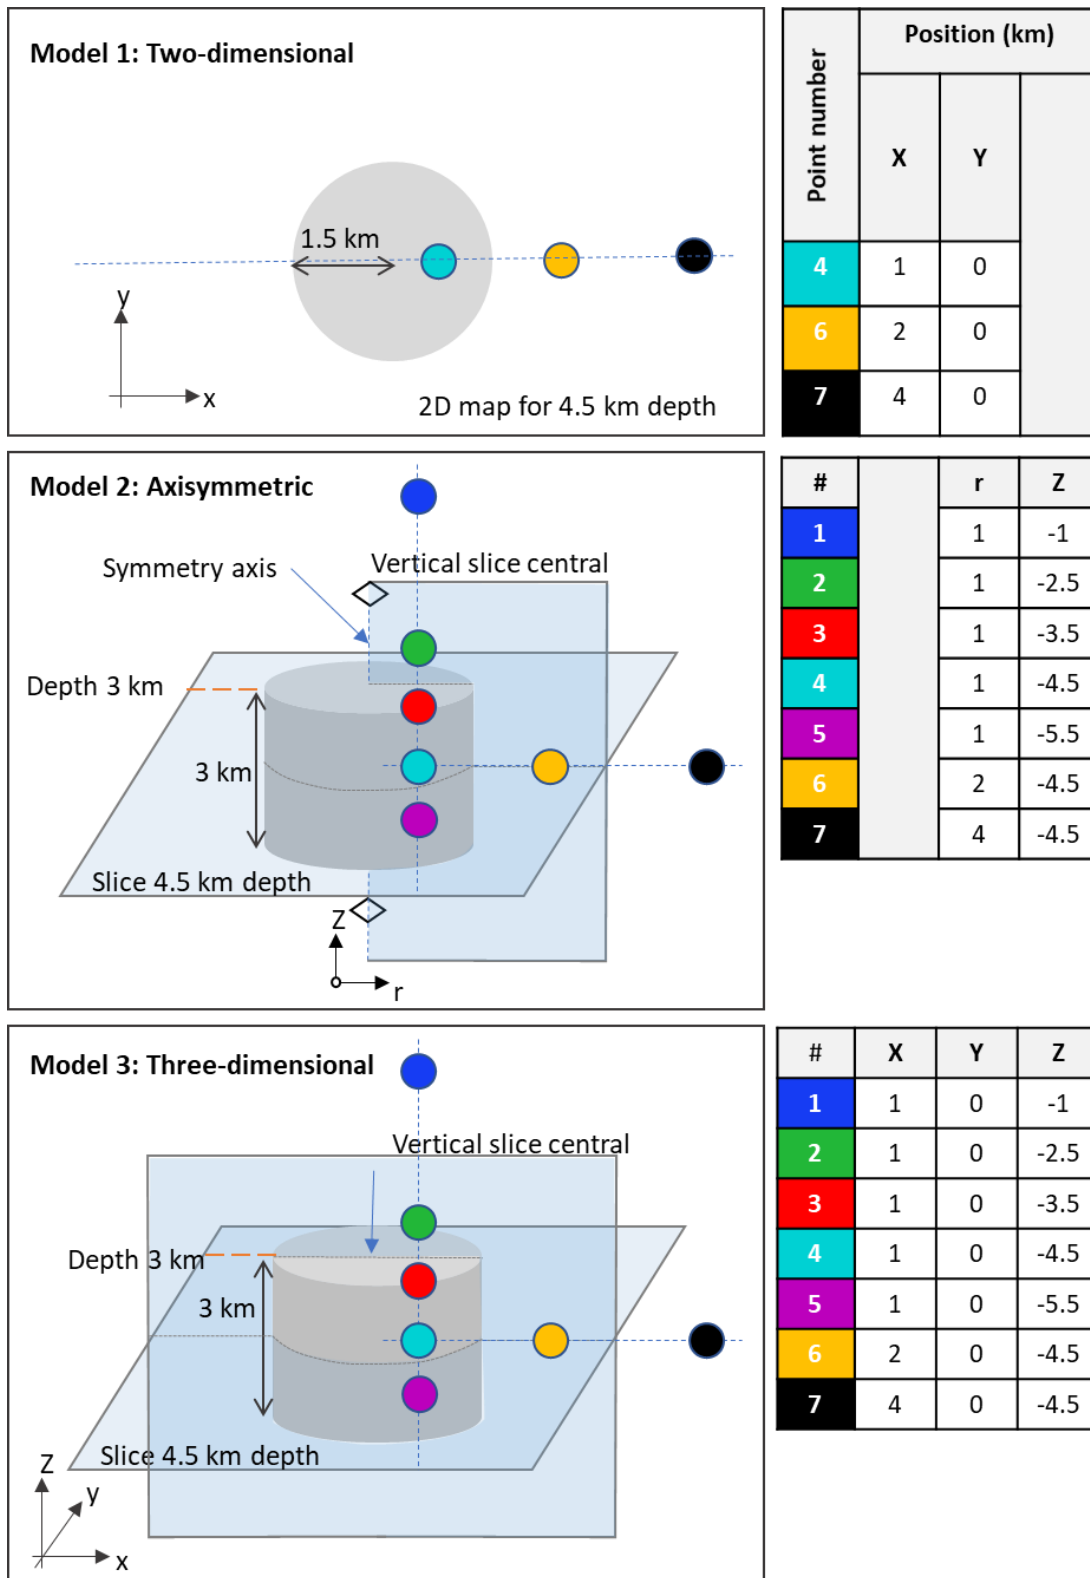 Model 1: Two-dimensional
1.5 km
y
x
2D map for 4.5 km depth
Point number
Position (km)
X Y
4 1 0
6 2 0
7 4 0
Model 2: Axisymmetric
Symmetry axis
Vertical slice central
Depth 3 km
3 km
Slice 4.5 km depth
Z
r
# r Z
1 1 -1
2 1 -2.5
3 1 -3.5
4 1 -4.5
5 1 -5.5
6 2 -4.5
7 4 -4.5
Model 3: Three-dimensional
Vertical slice central
Depth 3 km
3 km
Slice 4.5 km depth
Z
y
x
# X Y Z
1 1 0 -1
2 1 0 -2.5
3 1 0 -3.5
4 1 0 -4.5
5 1 0 -5.5
6 2 0 -4.5
7 4 0 -4.5